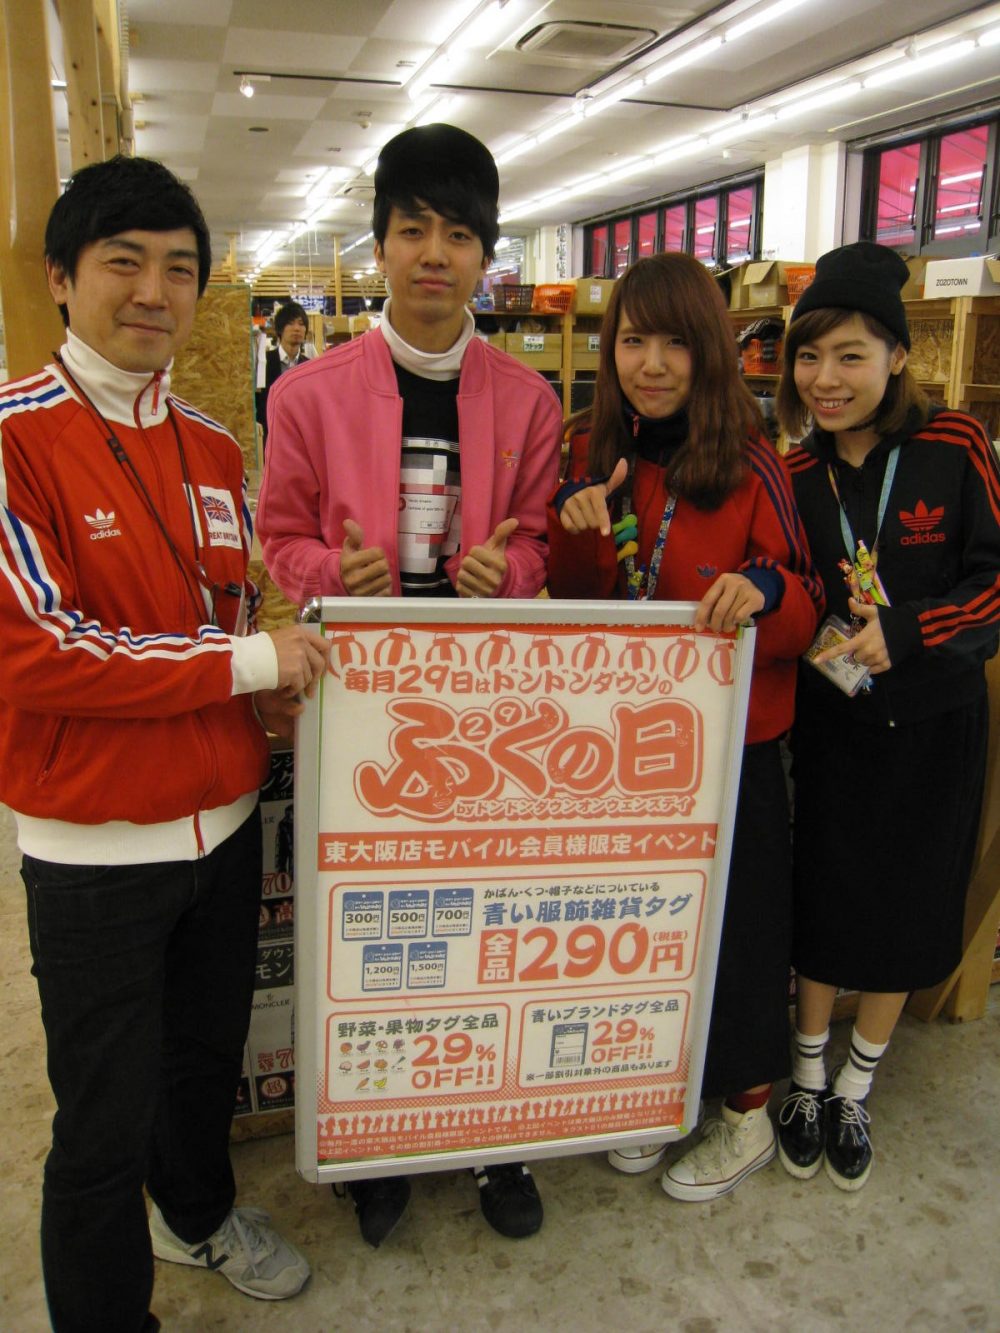 毎月29日はドンドンダウンの
ぷ29くの日
byドンドンダウンオンウエンズデイ
東大阪店モバイル会員様限定イベント
300円
500円
700円
1,200円
1,500円
かばん・くつ・帽子などについている
青い服飾雑貨タグ
全品290円(税抜)
野菜・果物タグ全品
29%
OFF!!
青いブランドタグ全品
29%
OFF!!
※一部割引対象外の商品もあります
adidas
GREAT BRITAIN
adidas
ZOZOTOWN
MONCLER